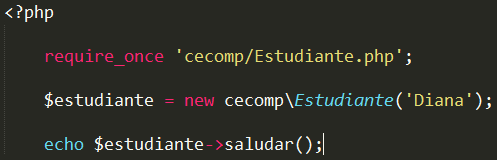 <?php
require_once 'cecomp/Estudiante.php';
$estudiante = new cecomp\Estudiante('Diana');
echo $estudiante->saludar();